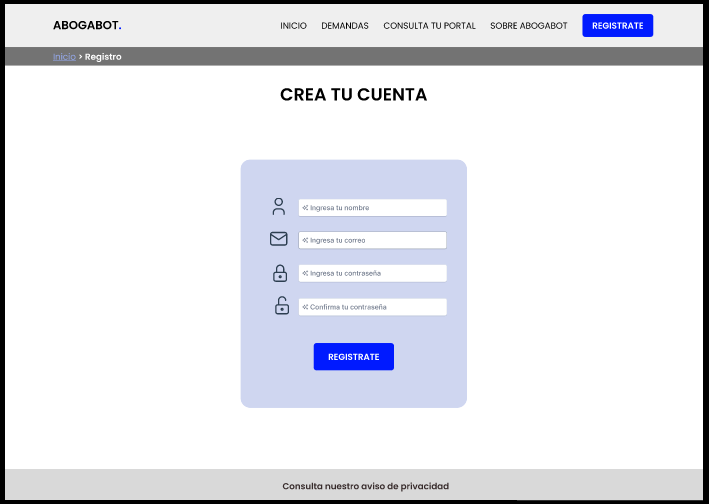 ABOGABOT.
INICIO DEMANDAS CONSULTA TU PORTAL SOBRE ABOGABOT REGISTRATE
Inicio > Registro
CREA TU CUENTA
Ingresa tu nombre
Ingresa tu correo
Ingresa tu contraseña
Confirma tu contraseña
REGISTRATE
Consulta nuestro aviso de privacidad